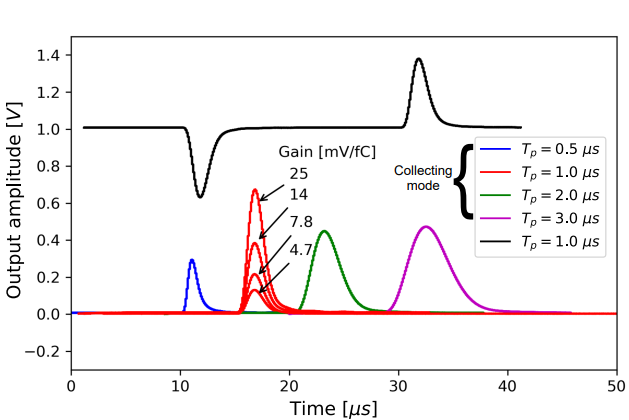 Output amplitude [V]
1.4
1.2
1.0
0.8
0.6
0.4
0.2
0.0
−0.2
Gain [mV/fC]
25
14
7.8
4.7
Collecting
mode
{
T_p = 0.5 μs
T_p = 1.0 μs
T_p = 2.0 μs
T_p = 3.0 μs
T_p = 1.0 μs
0 10 20 30 40 50
Time [μs]